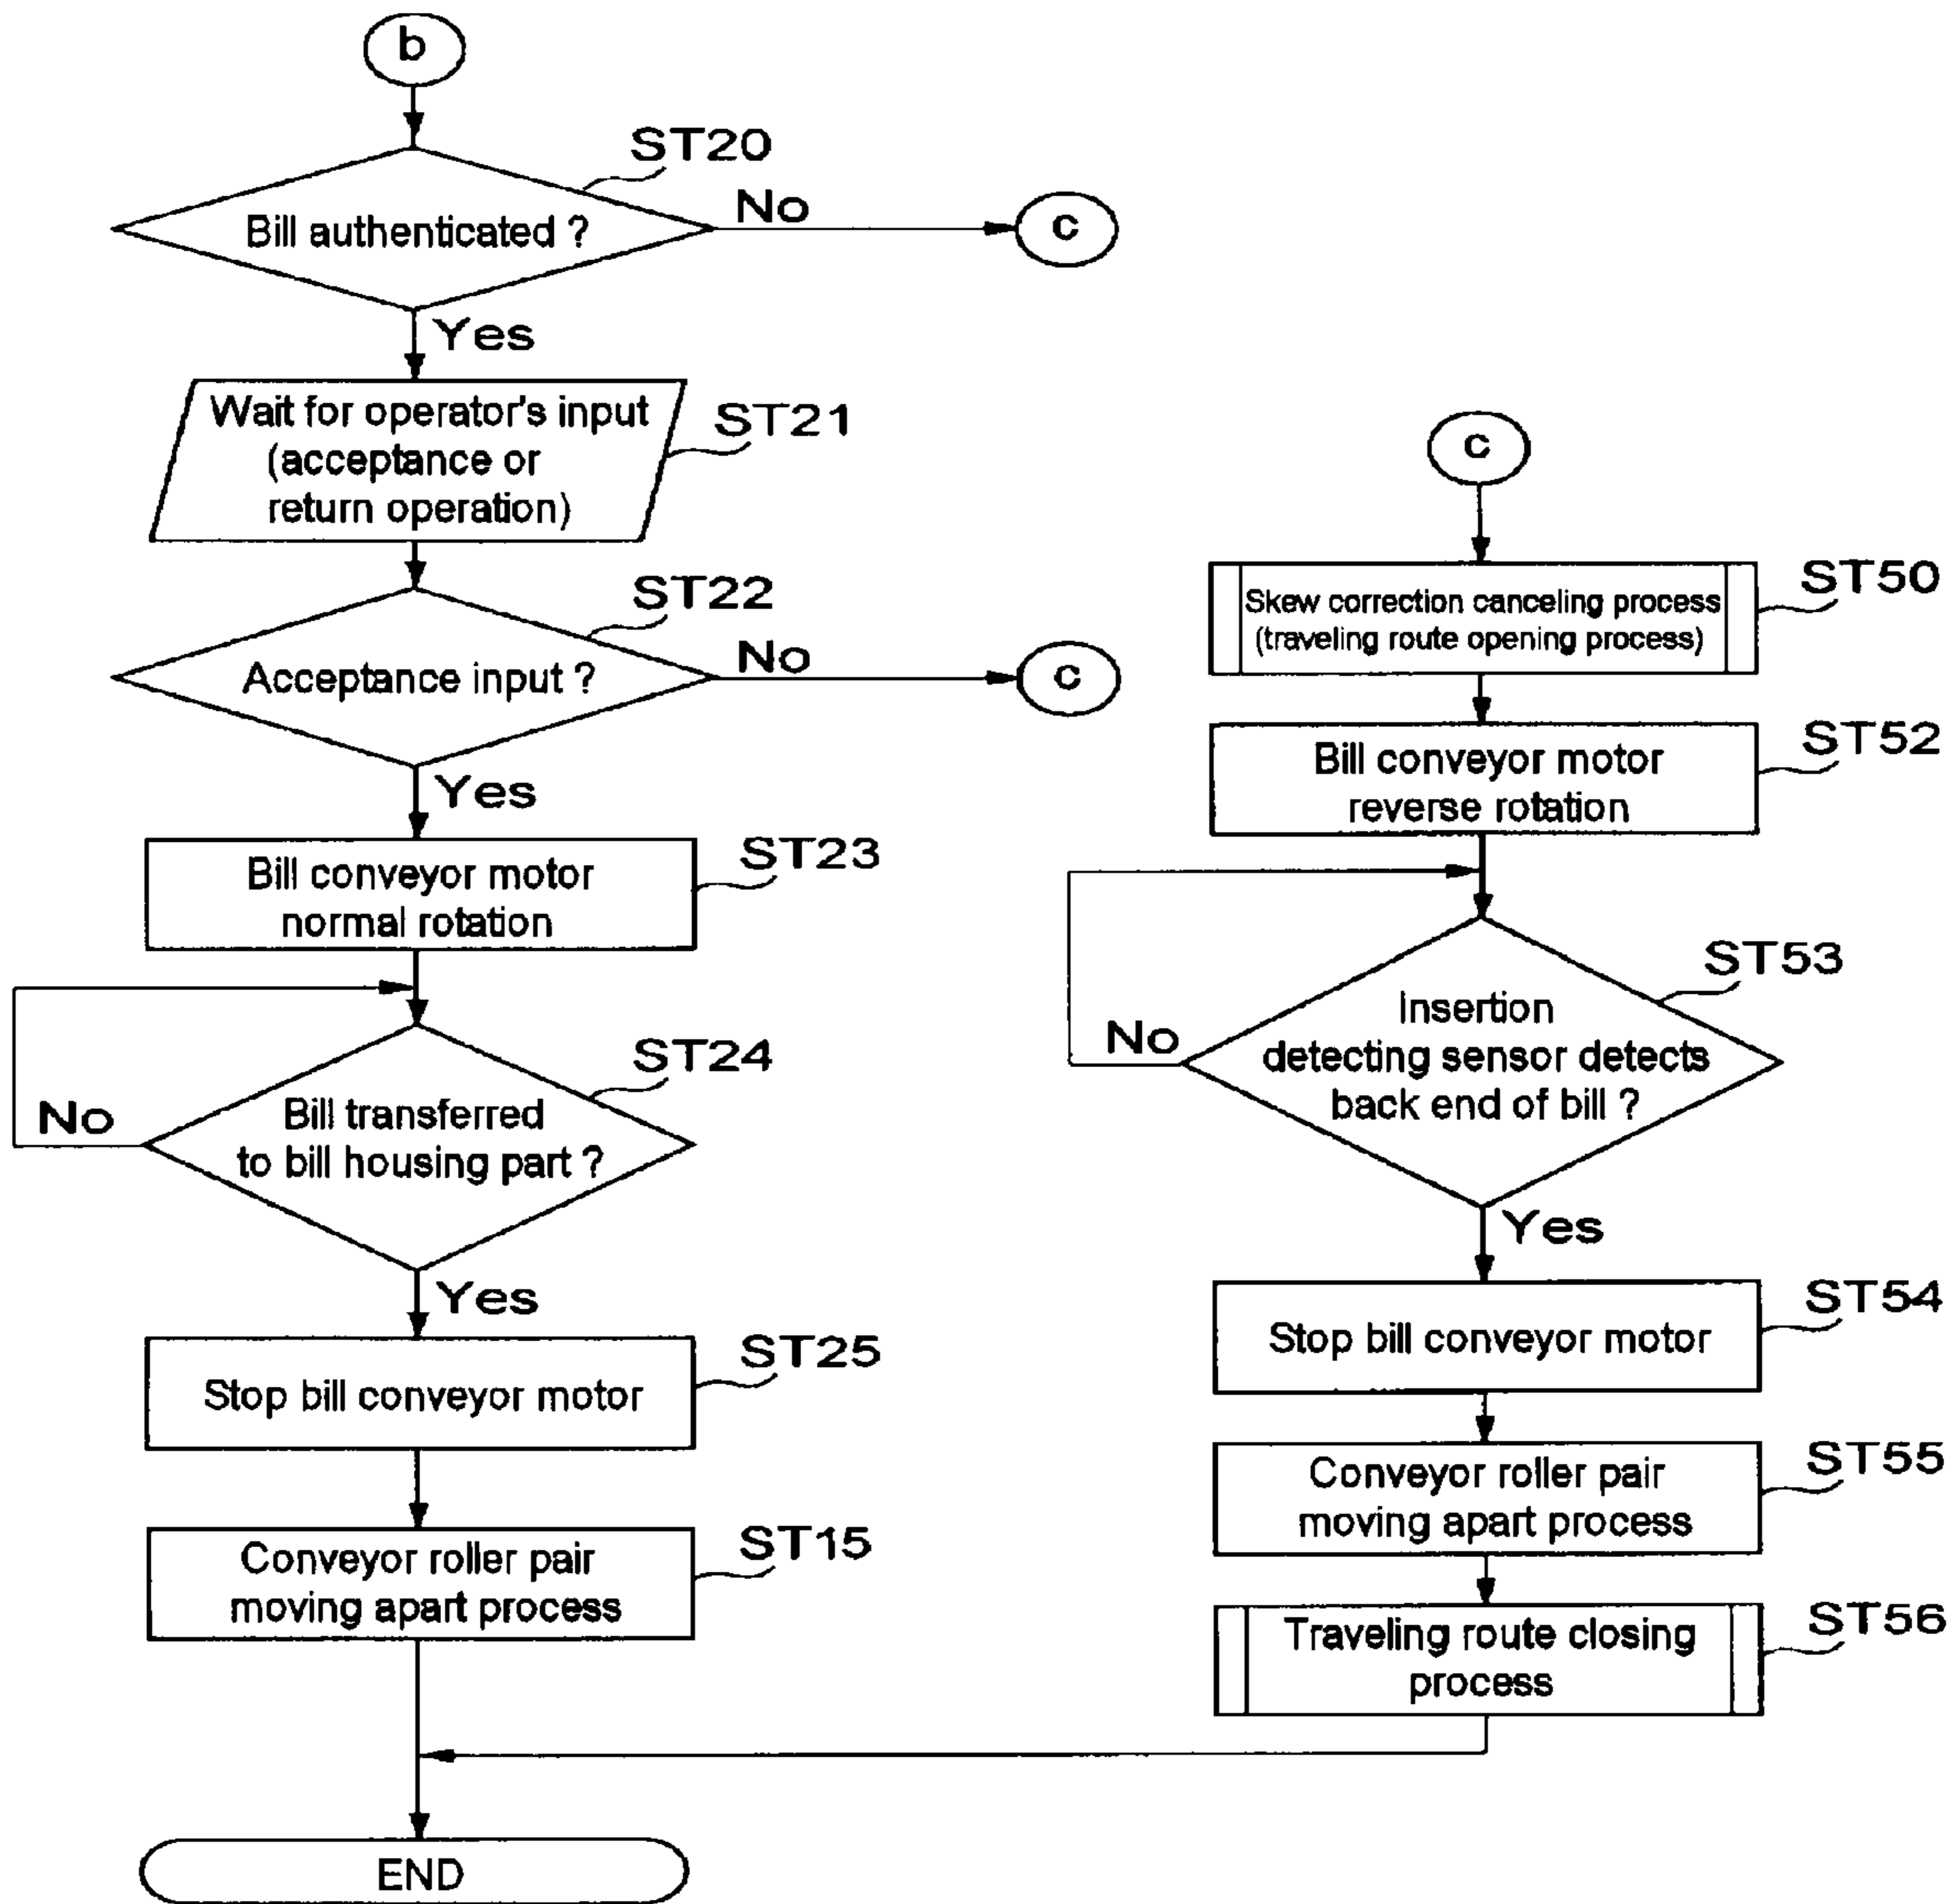 b
ST20
Bill authenticated ?
No
c
Yes
Wait for operator's input
(acceptance or
return operation)
ST21
ST22
Acceptance input ?
No
c
Yes
ST23
Bill conveyor motor
normal rotation
ST24
No
Bill transferred
to bill housing part ?
Yes
ST25
Stop bill conveyor motor
ST15
Conveyor roller pair
moving apart process
END
c
ST50
Skew correction canceling process
(traveling route opening process)
ST52
Bill conveyor motor
reverse rotation
ST53
Insertion
detecting sensor detects
back end of bill ?
No
Yes
ST54
Stop bill conveyor motor
ST55
Conveyor roller pair
moving apart process
ST56
Traveling route closing
process